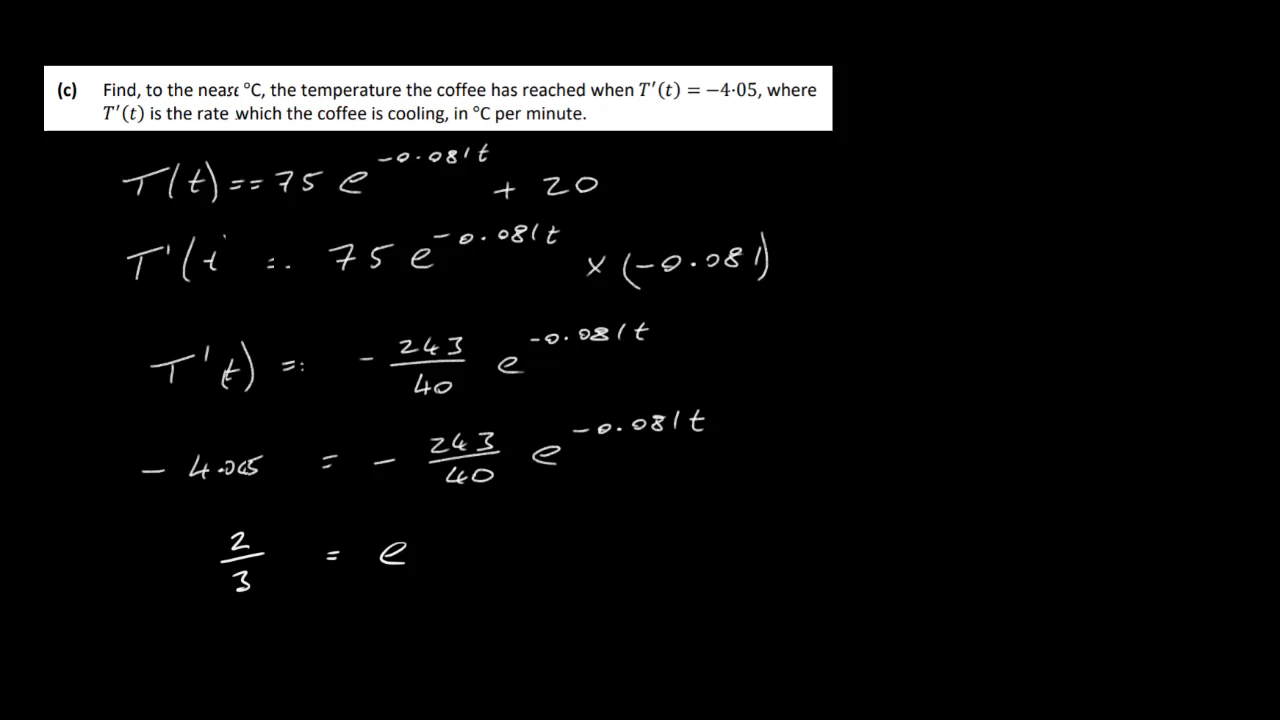 (c) Find, to the neas °C, the temperature the coffee has reached when T′(t) = −4·05, where
T′(t) is the rate which the coffee is cooling, in °C per minute.
T(t) == 75 e^-0.081t + 20
T'(t =. 75 e^-0.081t × (-0.081)
T't) = - 243/40 e^-0.081t
- 4.05 = - 243/40 e^-0.081t
2/3 = e